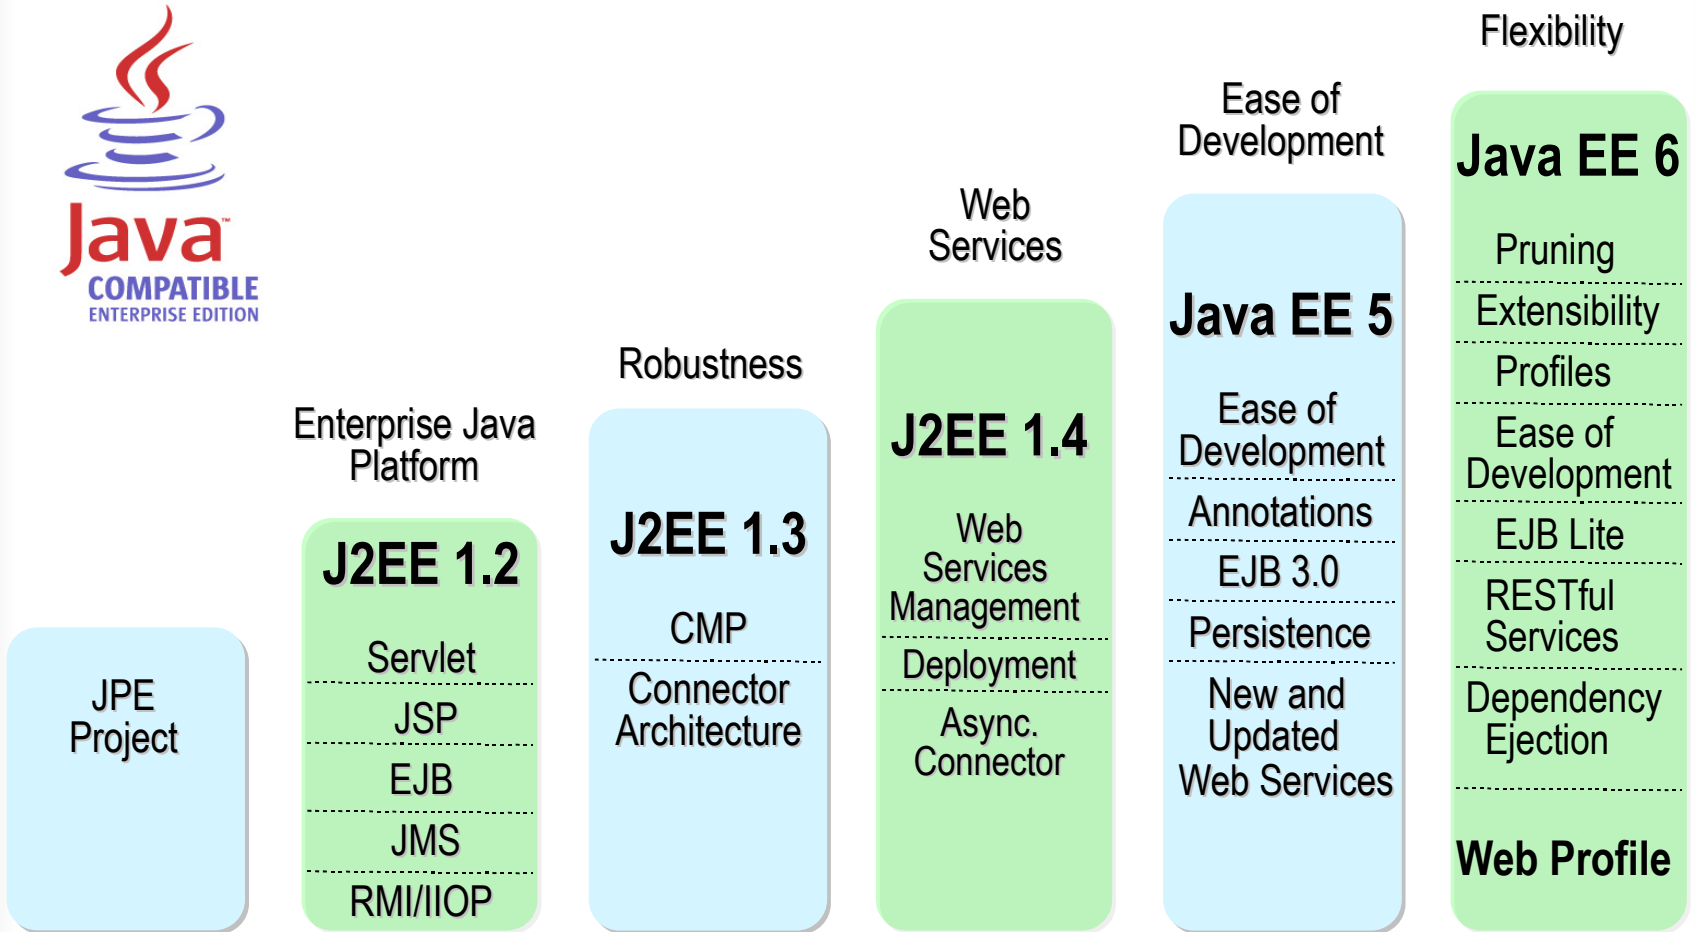 Java™
COMPATIBLE
ENTERPRISE EDITION
JPE
Project
Enterprise Java
Platform
J2EE 1.2
Servlet
JSP
EJB
JMS
RMI/IIOP
Robustness
J2EE 1.3
CMP
Connector
Architecture
Web
Services
J2EE 1.4
Web
Services
Management
Deployment
Async.
Connector
Ease of
Development
Java EE 5
Ease of
Development
Annotations
EJB 3.0
Persistence
New and
Updated
Web Services
Flexibility
Java EE 6
Pruning
Extensibility
Profiles
Ease of
Development
EJB Lite
RESTful
Services
Dependency
Ejection
Web Profile